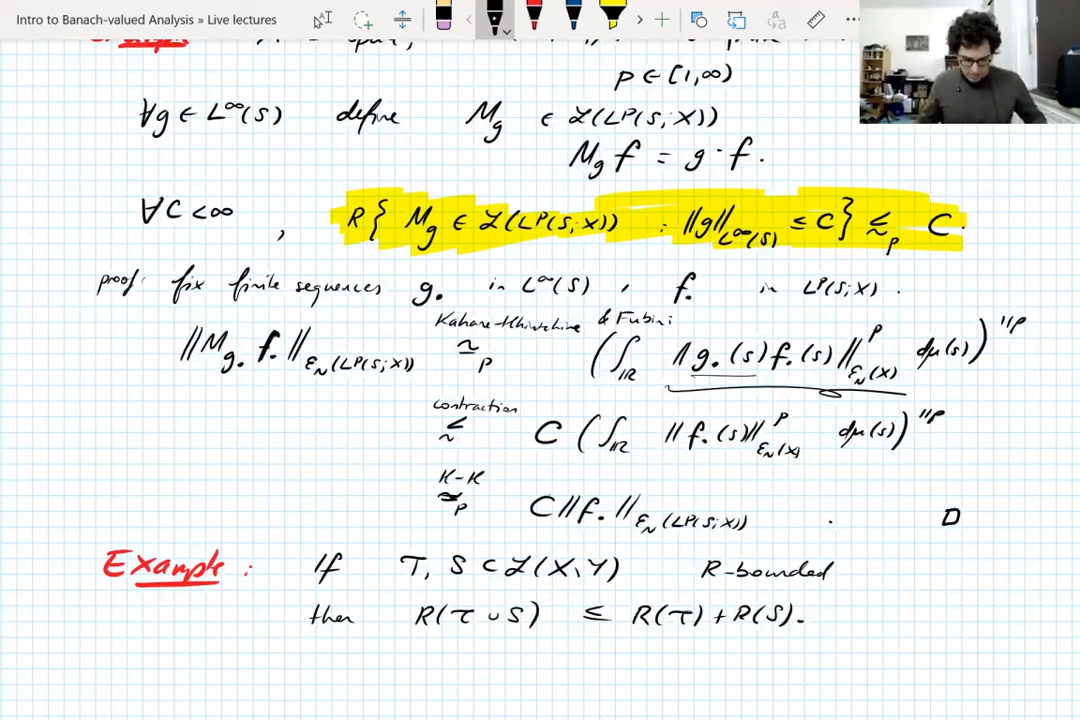 Intro to Banach-valued Analysis » Live lectures
p ∈ [1,∞)
∀g ∈ L^∞(S) define M_g ∈ ℒ(L^p(S;X))
M_g f = g · f.
∀C<∞, R{ M_g ∈ ℒ(L^p(S;X)) : ||g||_{L^∞(S)} ≤ C} ≲_p C.
proof: fix finite sequences g. in L^∞(S), f. in L^p(S;X).
Kahane-Khintchine & Fubini
||M_g. f.||_{ε_N(L^p(S;X))} ≃_p (∫_ℝ ||g.(s)f.(s)||^p_{ε_N(X)} dμ(s))^{1/p}
contraction
≲ C (∫_ℝ ||f.(s)||^p_{ε_N(X)} dμ(s))^{1/p}
K-K
≃_p C||f.||_{ε_N(L^p(S;X))}. □
Example: If T, S ⊂ ℒ(X,Y) R-bounded
then R(T ∪ S) ≤ R(T) + R(S).